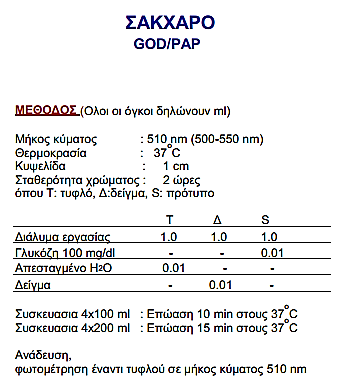 ΣΑΚΧΑΡΟ
GOD/PAP
ΜΕΘΟΔΟΣ (Ολοι οι όγκοι δηλώνουν ml)
Μήκος κύματος : 510 nm (500-550 nm)
Θερμοκρασία : 37°C
Κυψελίδα : 1 cm
Σταθερότητα χρώματος : 2 ώρες
όπου Τ: τυφλό, Δ:δείγμα, S: πρότυπο
Τ Δ S
Διάλυμα εργασίας 1.0 1.0 1.0
Γλυκόζη 100 mg/dl - - 0.01
Απεσταγμένο H2O 0.01 - -
Δείγμα - 0.01 -
Συσκευασια 4x100 ml : Επώαση 10 min στους 37°C
Συσκευασια 4x200 ml : Επώαση 15 min στους 37°C
Ανάδευση,
φωτομέτρηση έναντι τυφλού σε μήκος κύματος 510 nm